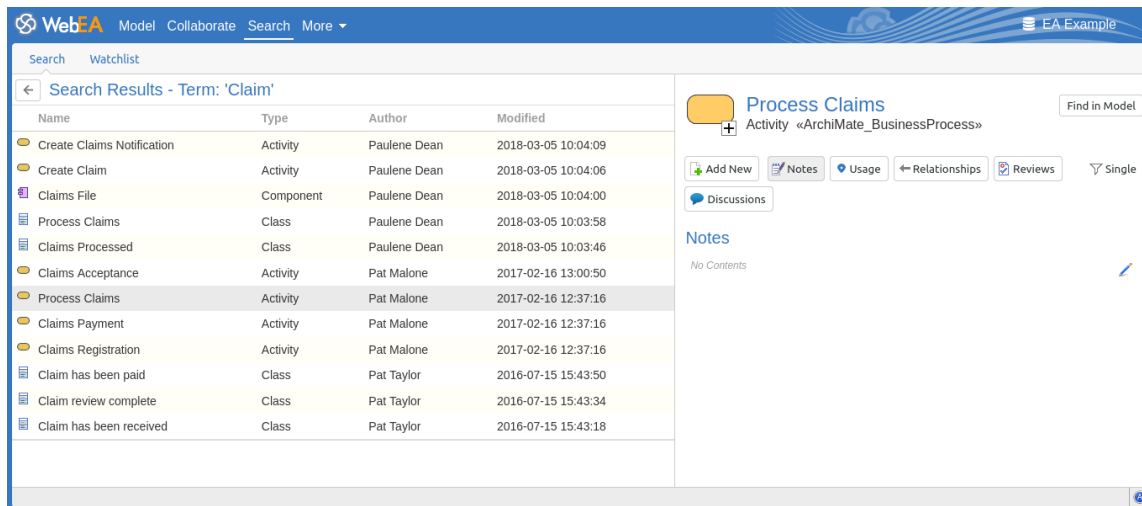 WebEA Model Collaborate Search More EA Example
Search Watchlist
← Search Results - Term: 'Claim'
Name Type Author Modified
Create Claims Notification Activity Paulene Dean 2018-03-05 10:04:09
Create Claim Activity Paulene Dean 2018-03-05 10:04:06
Claims File Component Paulene Dean 2018-03-05 10:04:00
Process Claims Class Paulene Dean 2018-03-05 10:03:58
Claims Processed Class Paulene Dean 2018-03-05 10:03:46
Claims Acceptance Activity Pat Malone 2017-02-16 13:00:50
Process Claims Activity Pat Malone 2017-02-16 12:37:16
Claims Payment Activity Pat Malone 2017-02-16 12:37:16
Claims Registration Activity Pat Malone 2017-02-16 12:37:16
Claim has been paid Class Pat Taylor 2016-07-15 15:43:50
Claim review complete Class Pat Taylor 2016-07-15 15:43:34
Claim has been received Class Pat Taylor 2016-07-15 15:43:18
Process Claims Find in Model
Activity «ArchiMate_BusinessProcess»
Add New Notes Usage Relationships Reviews Single
Discussions
Notes
No Contents